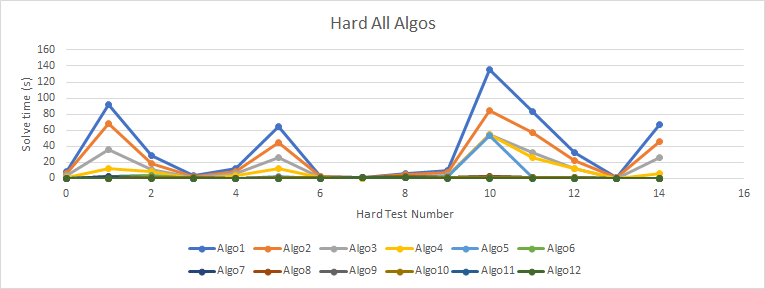 Hard All Algos
160
140
120
100
80
60
40
20
0
Solve time (s)
0 2 4 6 8 10 12 14 16
Hard Test Number
Algo1 Algo2 Algo3 Algo4 Algo5 Algo6
Algo7 Algo8 Algo9 Algo10 Algo11 Algo12